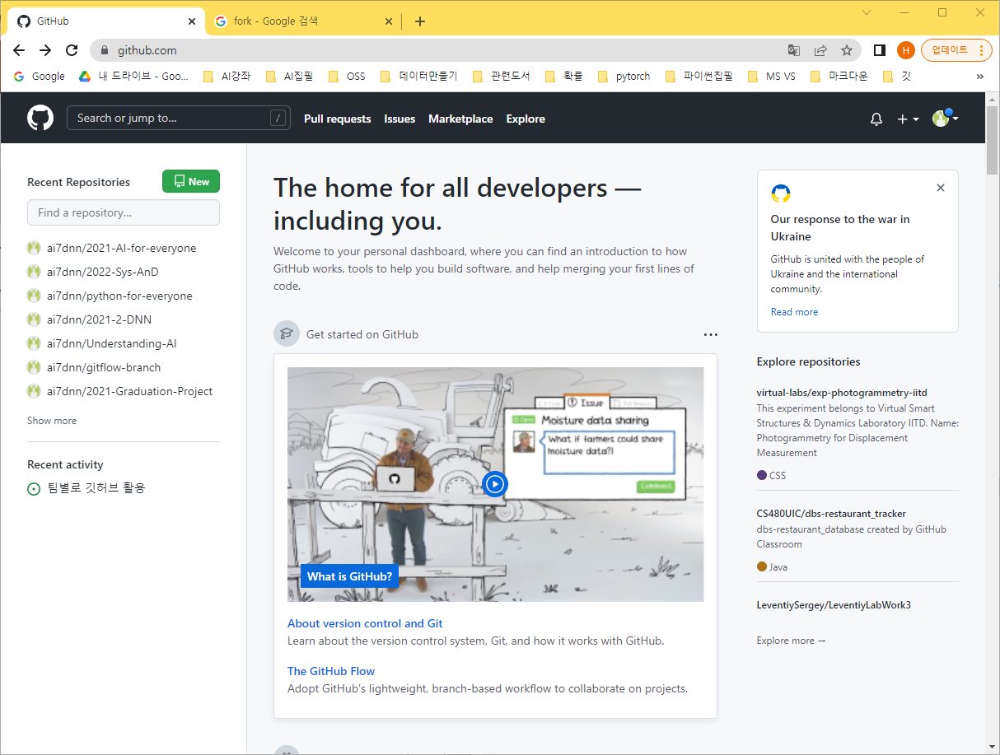 GitHub
fork - Google 검색
github.com
H
업데이트
Google
내 드라이브 - Goo...
AI강좌
AI집필
OSS
데이터만들기
관련도서
확률
pytorch
파이썬집필
MS VS
마크다운
깃
»
Search or jump to...
/
Pull requests
Issues
Marketplace
Explore
Recent Repositories
New
Find a repository...
ai7dnn/2021-AI-for-everyone
ai7dnn/2022-Sys-AnD
ai7dnn/python-for-everyone
ai7dnn/2021-2-DNN
ai7dnn/Understanding-AI
ai7dnn/gitflow-branch
ai7dnn/2021-Graduation-Project
Show more
Recent activity
팀별로 깃허브 활용
The home for all developers —
including you.
Welcome to your personal dashboard, where you can find an introduction to how
GitHub works, tools to help you build software, and help merging your first lines of
code.
Get started on GitHub
Code
Issue
Pull Request
Open
Moisture data sharing
What if farmers could share
moisture data?!
Comment
What is GitHub?
About version control and Git
Learn about the version control system, Git, and how it works with GitHub.
The GitHub Flow
Adopt GitHub's lightweight, branch-based workflow to collaborate on projects.
Our response to the war in
Ukraine
GitHub is united with the people of
Ukraine and the international
community.
Read more
Explore repositories
virtual-labs/exp-photogrammetry-iitd
This experiment belongs to Virtual Smart
Structures & Dynamics Laboratory IITD. Name:
Photogrammetry for Displacement
Measurement
CSS
CS480UIC/dbs-restaurant_tracker
dbs-restaurant_database created by GitHub
Classroom
Java
LeventiySergey/LeventiyLabWork3
Explore more →